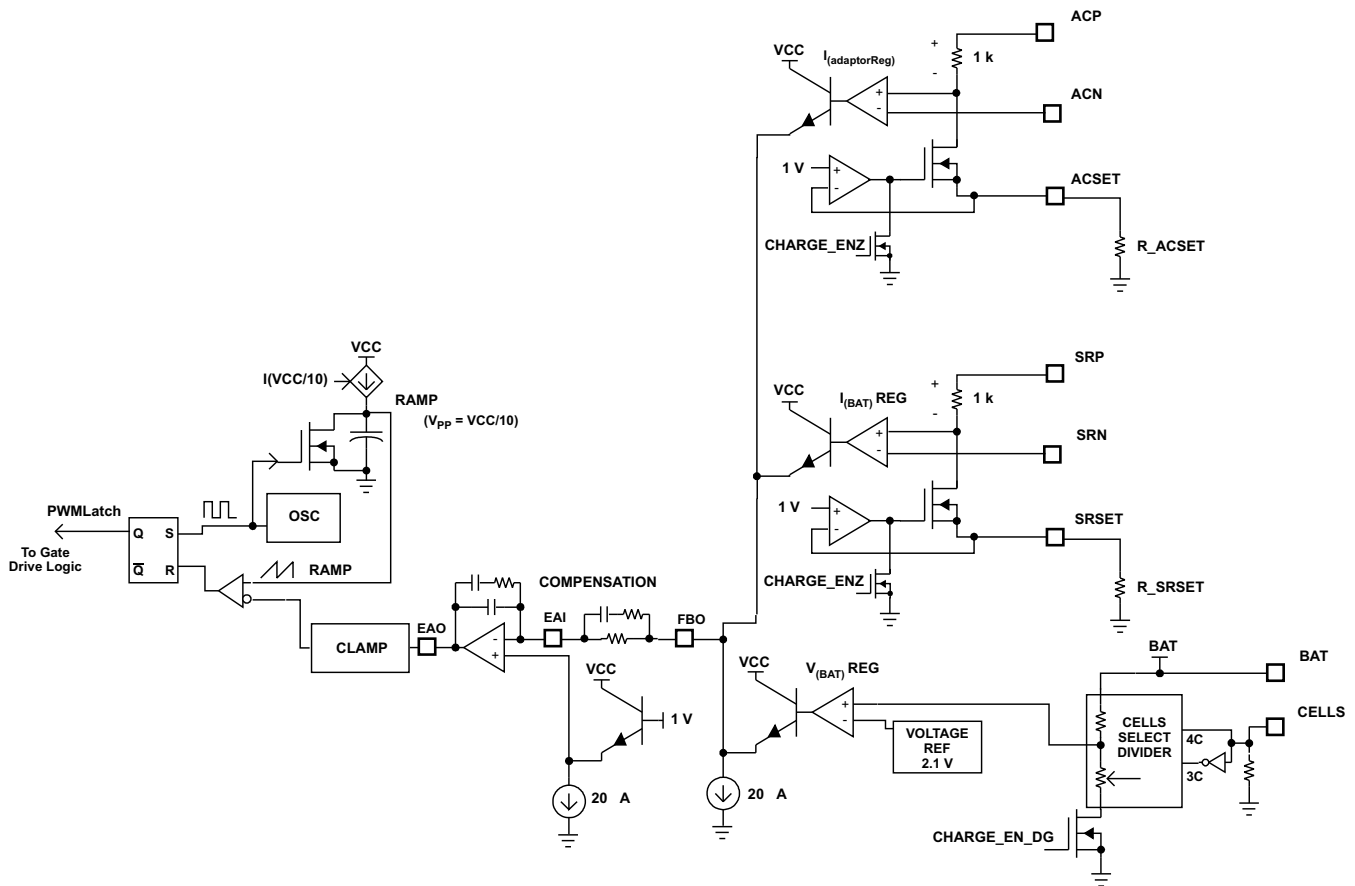 ACP
VCC
I(adaptorReg)
+
-
1 k
ACN
+
-
1 V
+
-
ACSET
CHARGE_ENZ
R_ACSET
SRP
VCC
I(BAT) REG
+
-
1 k
SRN
+
-
1 V
+
-
SRSET
CHARGE_ENZ
R_SRSET
VCC
I(VCC/10)
RAMP
(VPP = VCC/10)
OSC
PWMLatch
Q
S
To Gate
Drive Logic
Q
R
RAMP
COMPENSATION
EAO
EAI
FBO
CLAMP
-
+
VCC
1 V
20 A
VCC
V(BAT) REG
+
-
20 A
VOLTAGE
REF
2.1 V
BAT
BAT
CELLS
SELECT
DIVIDER
4C
3C
CELLS
CHARGE_EN_DG